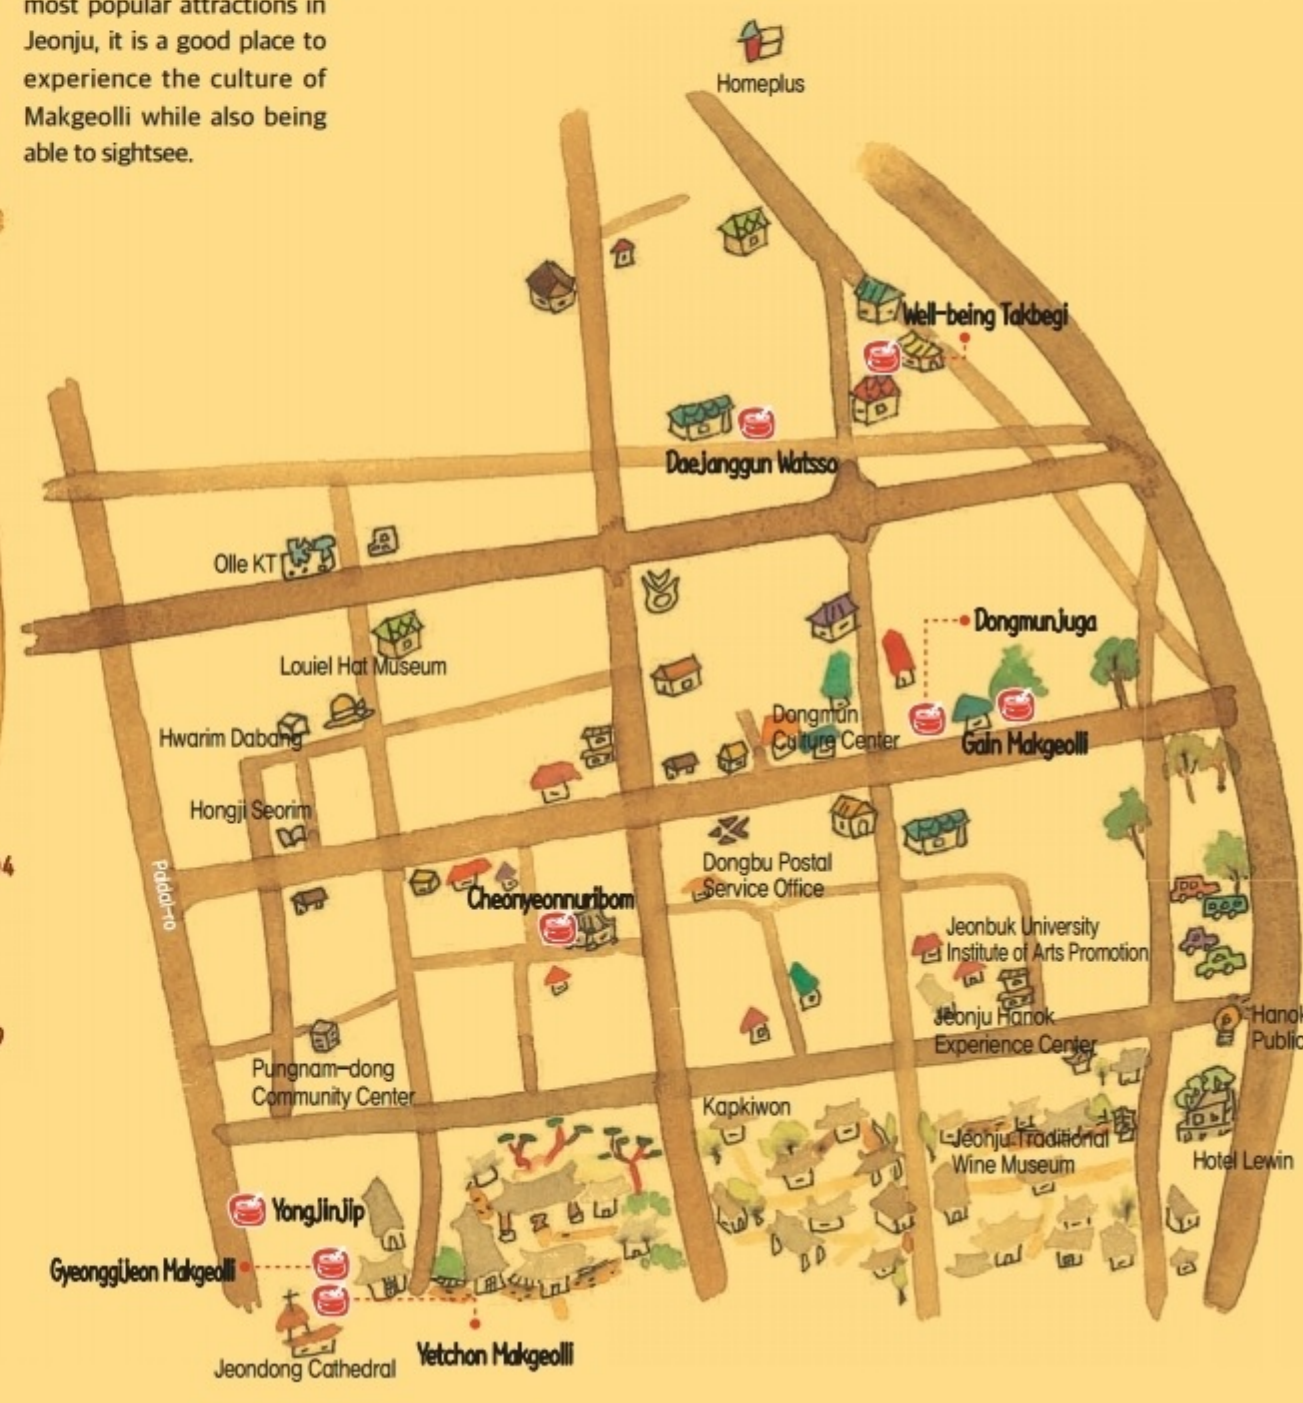 most popular attractions in
Jeonju, it is a good place to
experience the culture of
Makgeolli while also being
able to sightsee.
Homeplus
Well-being Takbegi
Daejanggun Watsso
Olle KT
Louiel Hat Museum
Dongmunjuga
Hwarim Dabang
Dongmun
Culture Center
Gain Makgeolli
Hongji Seorim
Paldal-ro
Dongbu Postal
Service Office
Cheonyeonnuribom
Jeonbuk University
Institute of Arts Promotion
Jeonju Hanok
Experience Center
Hanok
Public
Pungnam-dong
Community Center
Kapkiwon
Jeonju Traditional
Wine Museum
Hotel Lewin
YongJinjip
GyeonggiJeon Makgeolli
Yetchon Makgeolli
Jeondong Cathedral